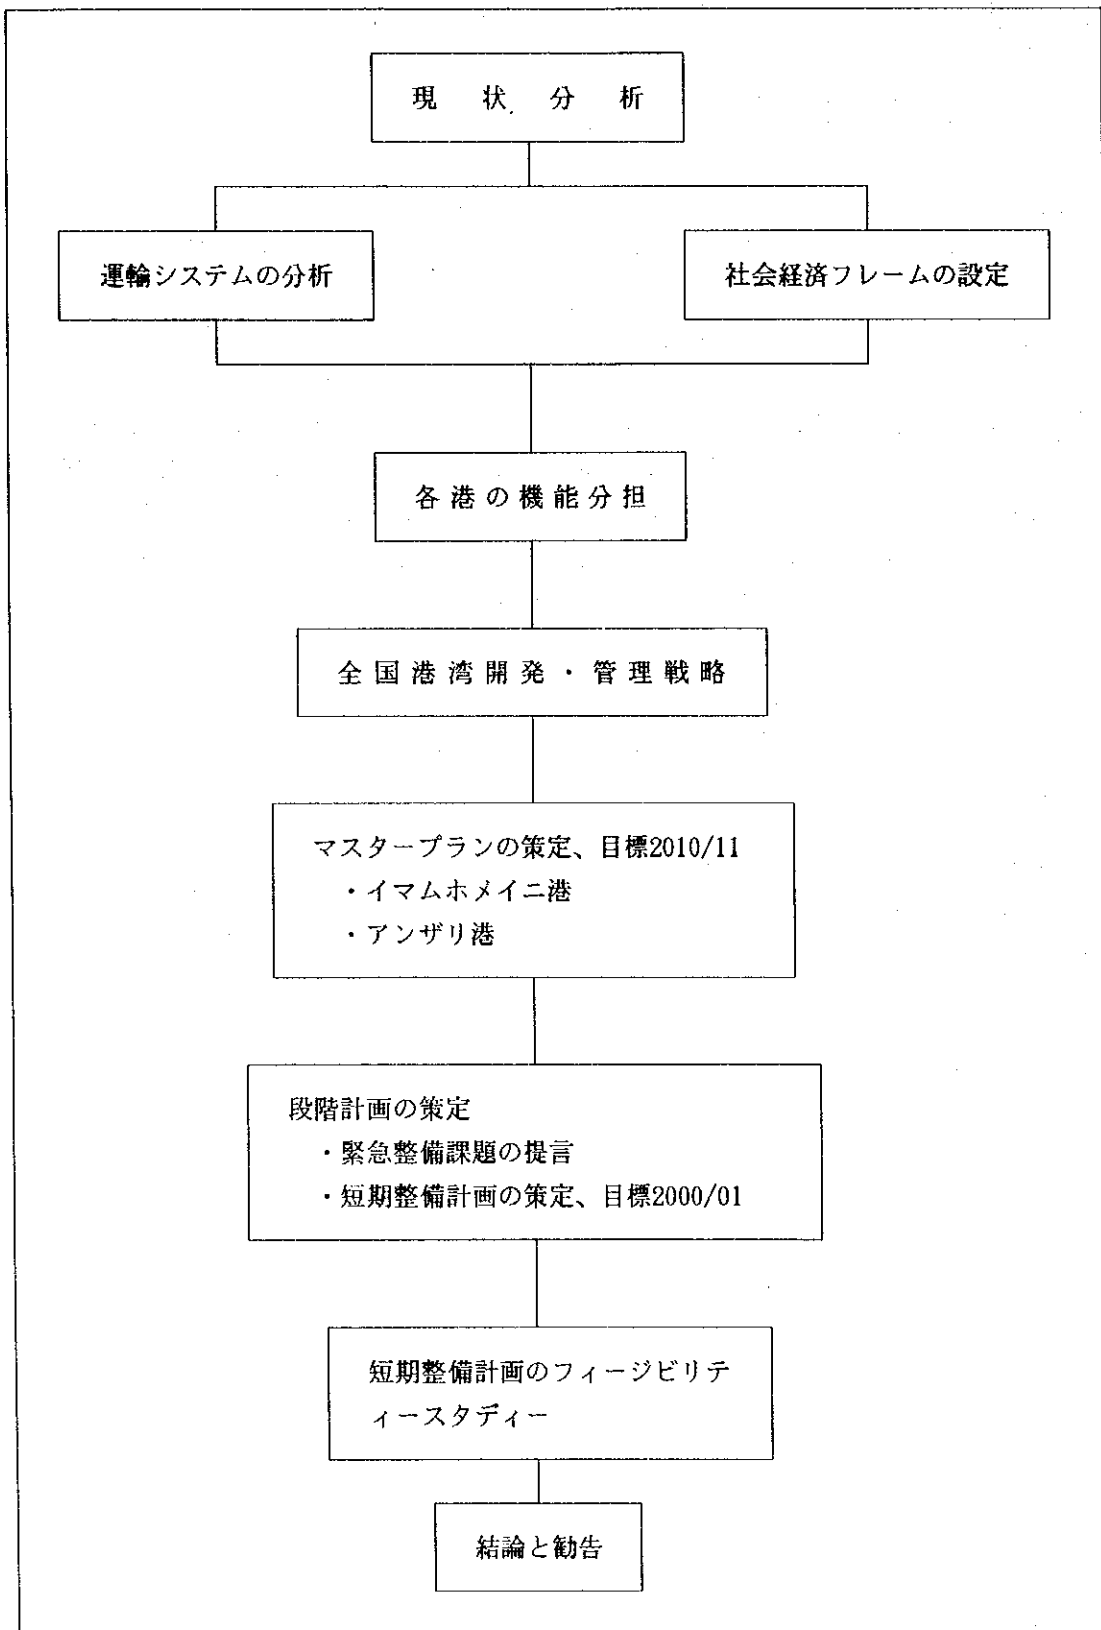 現状分析
運輸システムの分析
社会経済フレームの設定
各港の機能分担
全国港湾開発・管理戦略
マスタープランの策定、目標2010/11
・イマムホメイニ港
・アンザリ港
段階計画の策定
・緊急整備課題の提言
・短期整備計画の策定、目標2000/01
短期整備計画のフィージビリテ
ィースタディー
結論と勧告